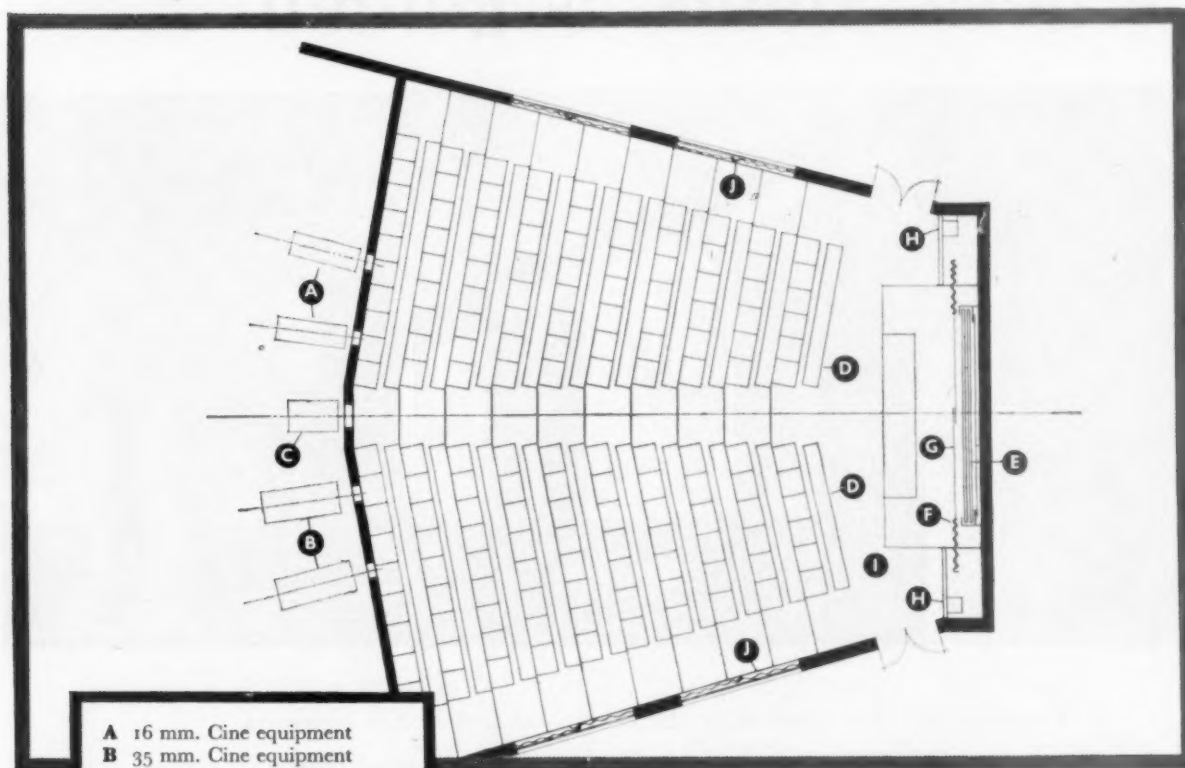 A
B
C
D
D
E
F
G
H
H
I
J
J
A 16 mm. Cine equipment
B 35 mm. Cine equipment